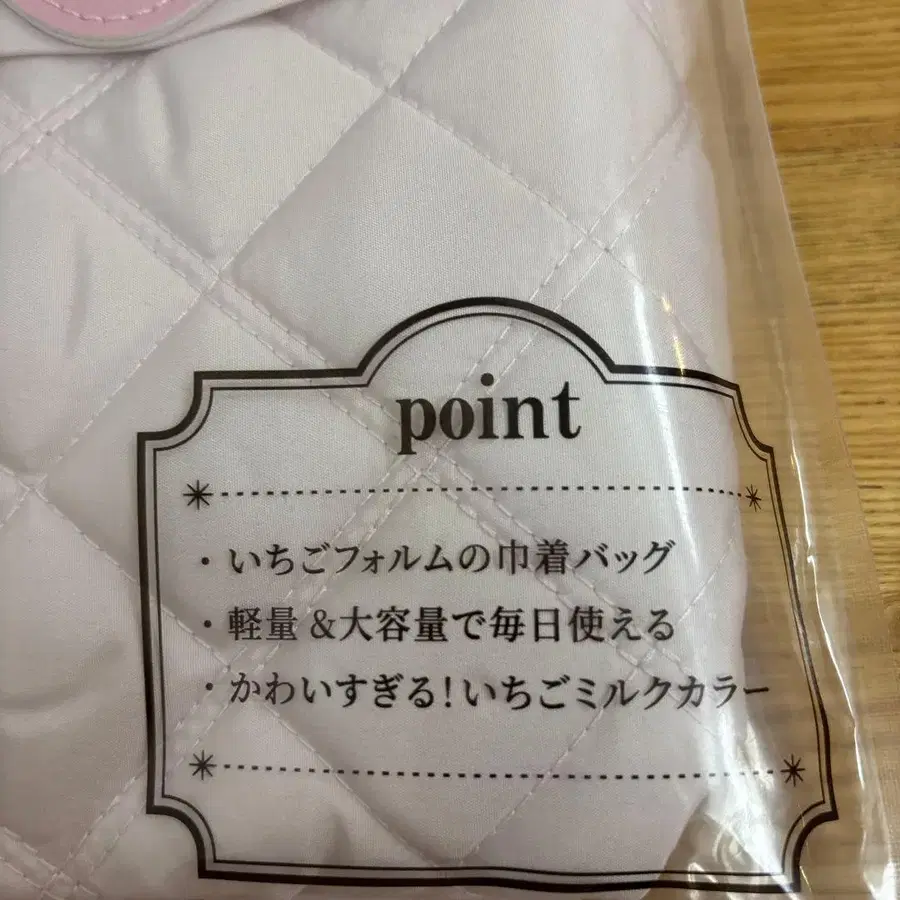 point
・いちごフォルムの巾着バッグ
・軽量&大容量で毎日使える
・かわいすぎる!いちごミルクカラー